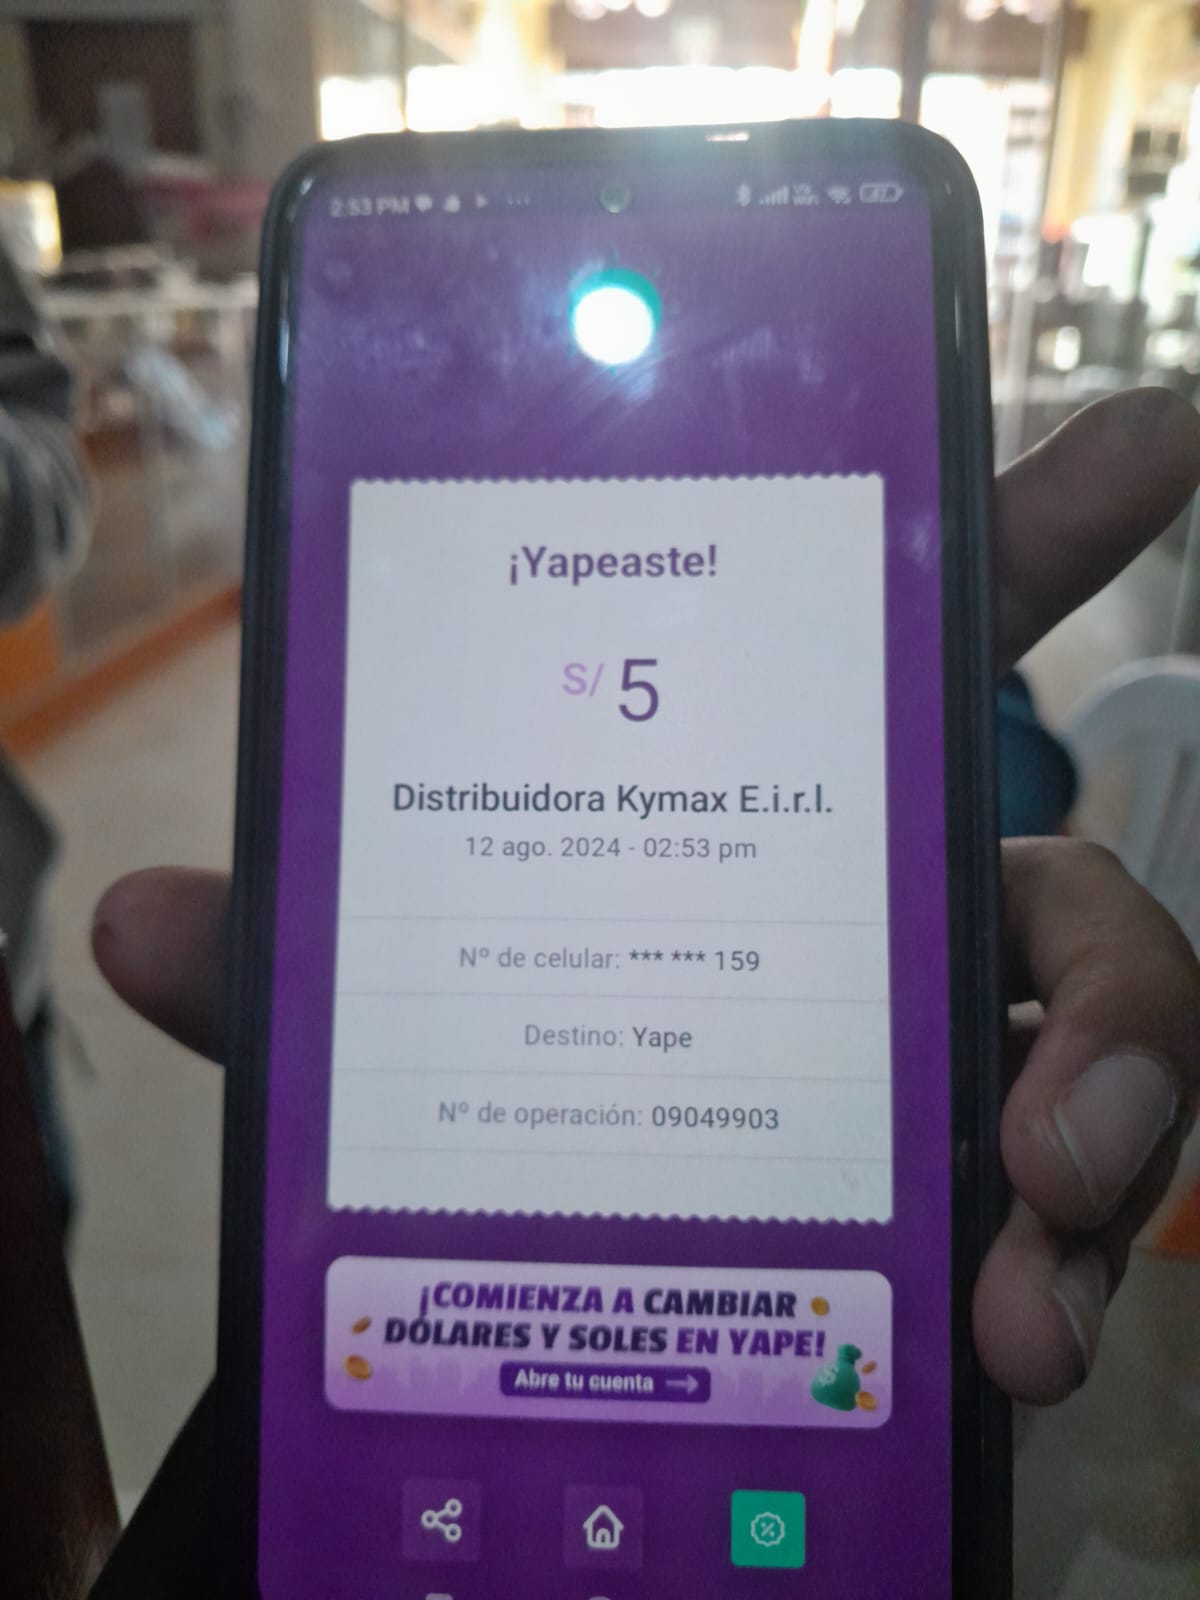 2:53 PM
¡Yapeaste!
S/ 5
Distribuidora Kymax E.i.r.l.
12 ago. 2024 - 02:53 pm
Nº de celular: *** *** 159
Destino: Yape
Nº de operación: 09049903
¡COMIENZA A CAMBIAR
DÓLARES Y SOLES EN YAPE!
Abre tu cuenta